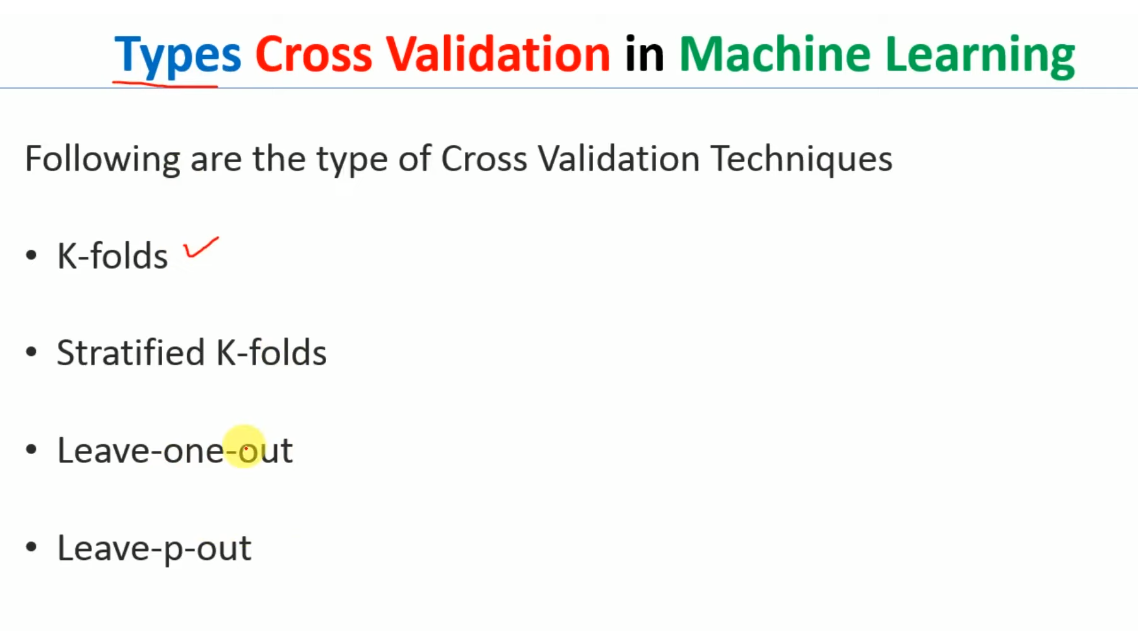 Types Cross Validation in Machine Learning
Following are the type of Cross Validation Techniques
• K-folds ✓
• Stratified K-folds
• Leave-one-out
• Leave-p-out